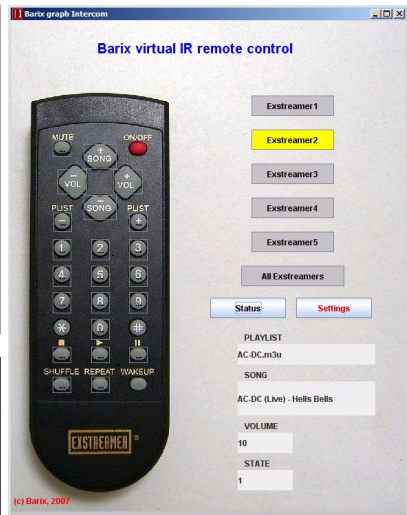 Barix graph Intercom
Barix virtual IR remote control
MUTE ON/OFF
+
SONG
− +
VOL VOL
−
PLIST SONG PLIST
− +
1 2 3
4 5 6
7 8 9
* 0 #
SHUFFLE REPEAT WAKEUP
EXSTREAMER ®
Exstreamer1
Exstreamer2
Exstreamer3
Exstreamer4
Exstreamer5
All Exstreamers
Status Settings
PLAYLIST
AC-DC.m3u
SONG
AC-DC (Live) - Hells Bells
VOLUME
10
STATE
1
(c) Barix, 2007